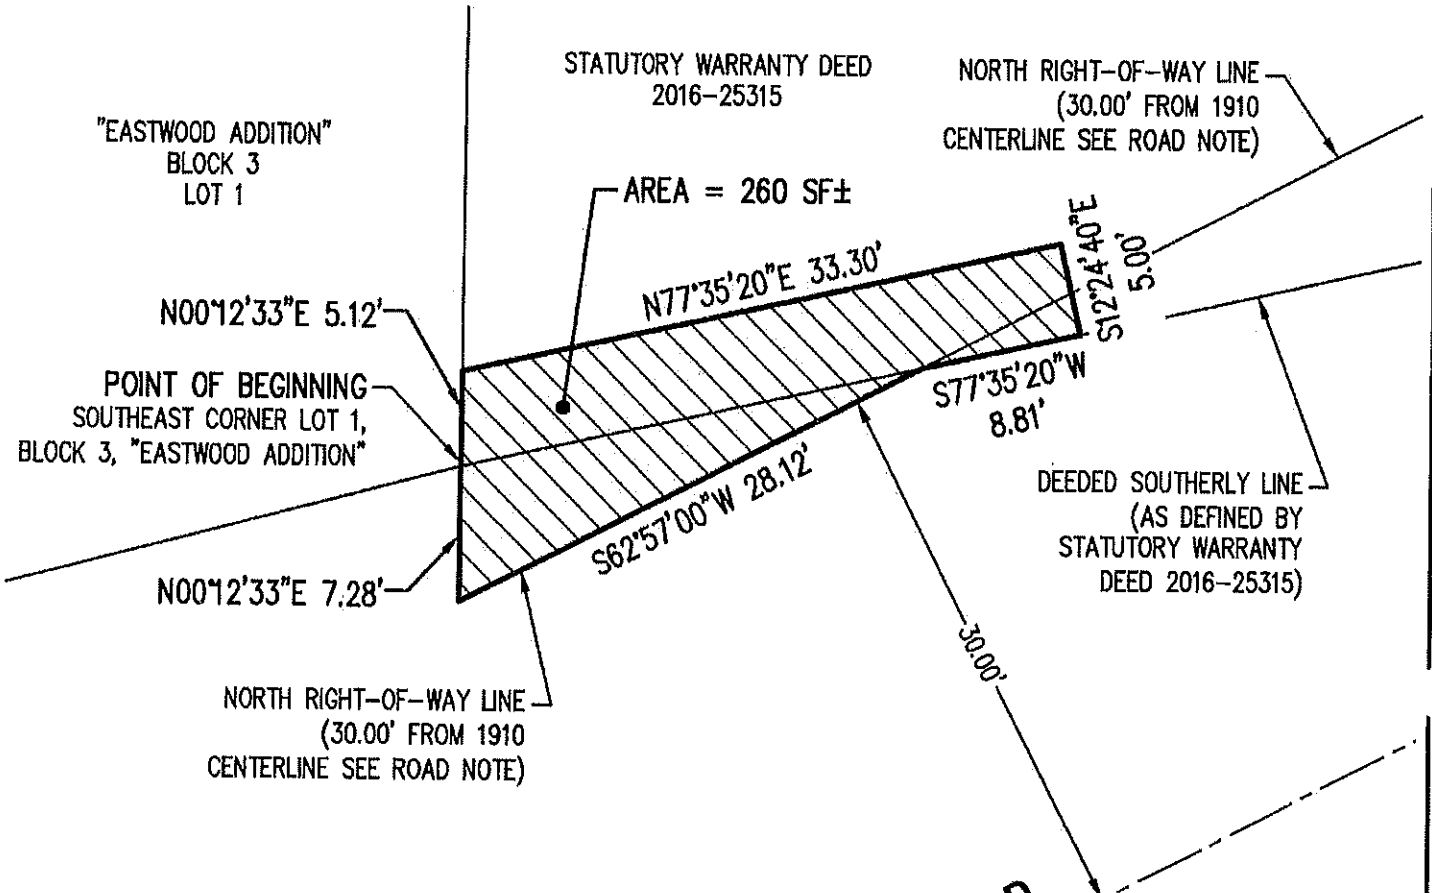 STATUTORY WARRANTY DEED
2016-25315
NORTH RIGHT-OF-WAY LINE
(30.00' FROM 1910
CENTERLINE SEE ROAD NOTE)
"EASTWOOD ADDITION"
BLOCK 3
LOT 1
AREA = 260 SF±
N77°35'20"E 33.30'
S12°24'40"E
5.00'
N00°12'33"E 5.12'
POINT OF BEGINNING
SOUTHEAST CORNER LOT 1,
BLOCK 3, "EASTWOOD ADDITION"
S77°35'20"W
8.81'
S62°57'00"W 28.12'
DEEDED SOUTHERLY LINE
(AS DEFINED BY
STATUTORY WARRANTY
DEED 2016-25315)
N00°12'33"E 7.28'
30.00'
NORTH RIGHT-OF-WAY LINE
(30.00' FROM 1910
CENTERLINE SEE ROAD NOTE)